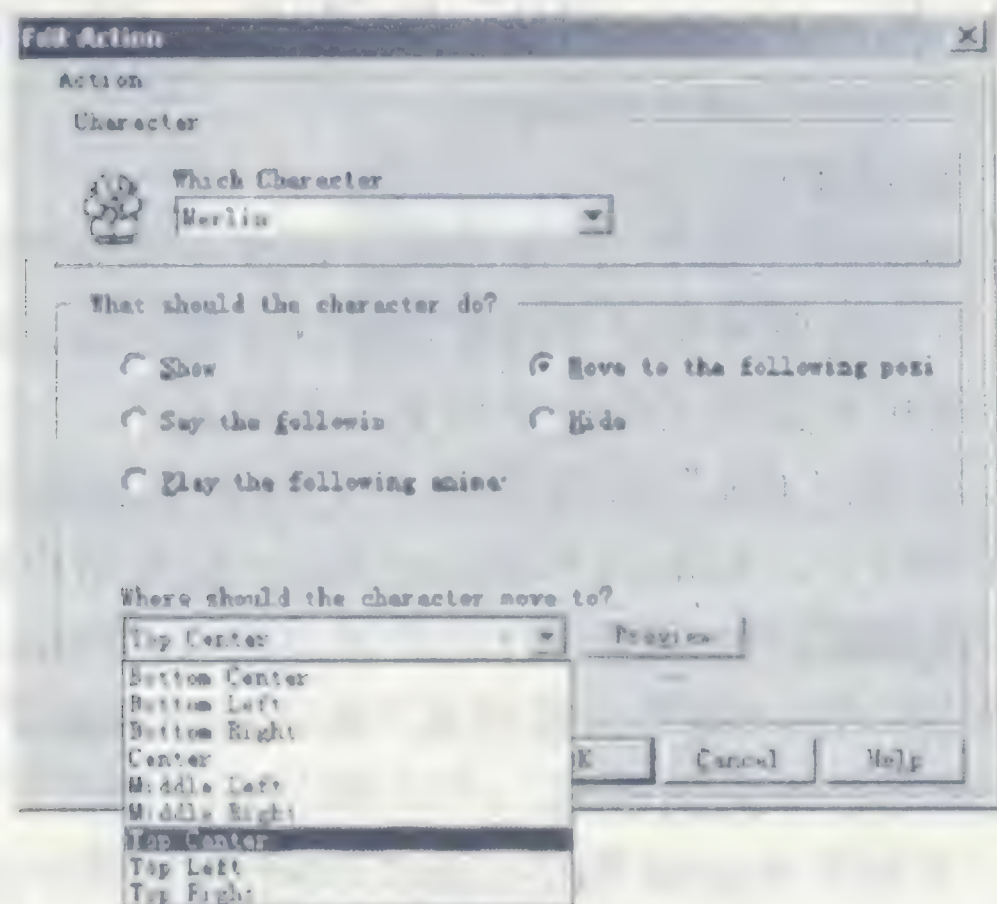 Edit Action
Action
Character
Which Character
Merlin
What should the character do?
Show
Move to the following posi
Say the followin
Hide
Play the following anima
Where should the character move to?
Top Center
Preview
Bottom Center
Bottom Left
Bottom Right
Center
Middle Left
Middle Right
Top Center
Top Left
Top Right
OK
Cancel
Help